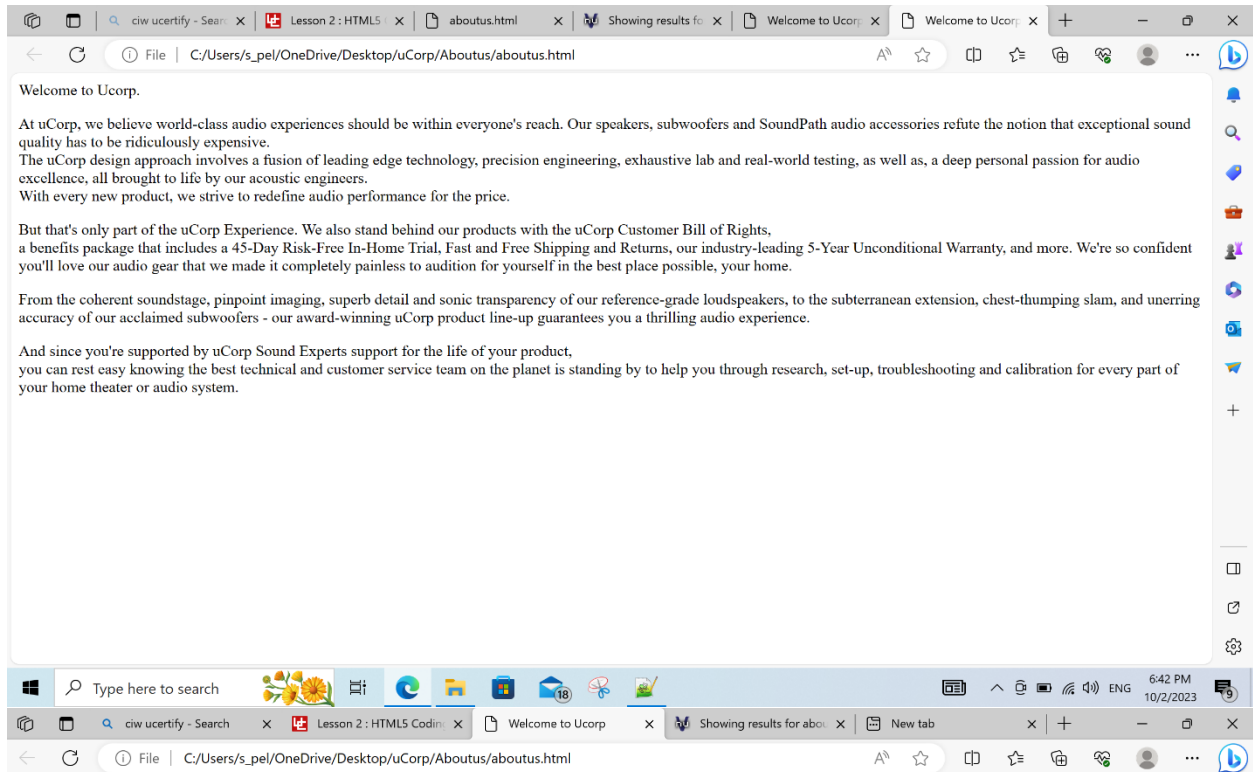 ciw ucertify - Searc
Lesson 2 : HTML5
aboutus.html
Showing results fo
Welcome to Ucorp
Welcome to Ucorp
File
C:/Users/s_pel/OneDrive/Desktop/uCorp/Aboutus/aboutus.html
Welcome to Ucorp.
At uCorp, we believe world-class audio experiences should be within everyone's reach. Our speakers, subwoofers and SoundPath audio accessories refute the notion that exceptional sound
quality has to be ridiculously expensive.
The uCorp design approach involves a fusion of leading edge technology, precision engineering, exhaustive lab and real-world testing, as well as, a deep personal passion for audio
excellence, all brought to life by our acoustic engineers.
With every new product, we strive to redefine audio performance for the price.
But that's only part of the uCorp Experience. We also stand behind our products with the uCorp Customer Bill of Rights,
a benefits package that includes a 45-Day Risk-Free In-Home Trial, Fast and Free Shipping and Returns, our industry-leading 5-Year Unconditional Warranty, and more. We're so confident
you'll love our audio gear that we made it completely painless to audition for yourself in the best place possible, your home.
From the coherent soundstage, pinpoint imaging, superb detail and sonic transparency of our reference-grade loudspeakers, to the subterranean extension, chest-thumping slam, and unerring
accuracy of our acclaimed subwoofers - our award-winning uCorp product line-up guarantees you a thrilling audio experience.
And since you're supported by uCorp Sound Experts support for the life of your product,
you can rest easy knowing the best technical and customer service team on the planet is standing by to help you through research, set-up, troubleshooting and calibration for every part of
your home theater or audio system.
Type here to search
18
ENG
6:42 PM
10/2/2023
9
ciw ucertify - Search
Lesson 2 : HTML5 Codin
Welcome to Ucorp
Showing results for abou
New tab
File
C:/Users/s_pel/OneDrive/Desktop/uCorp/Aboutus/aboutus.html